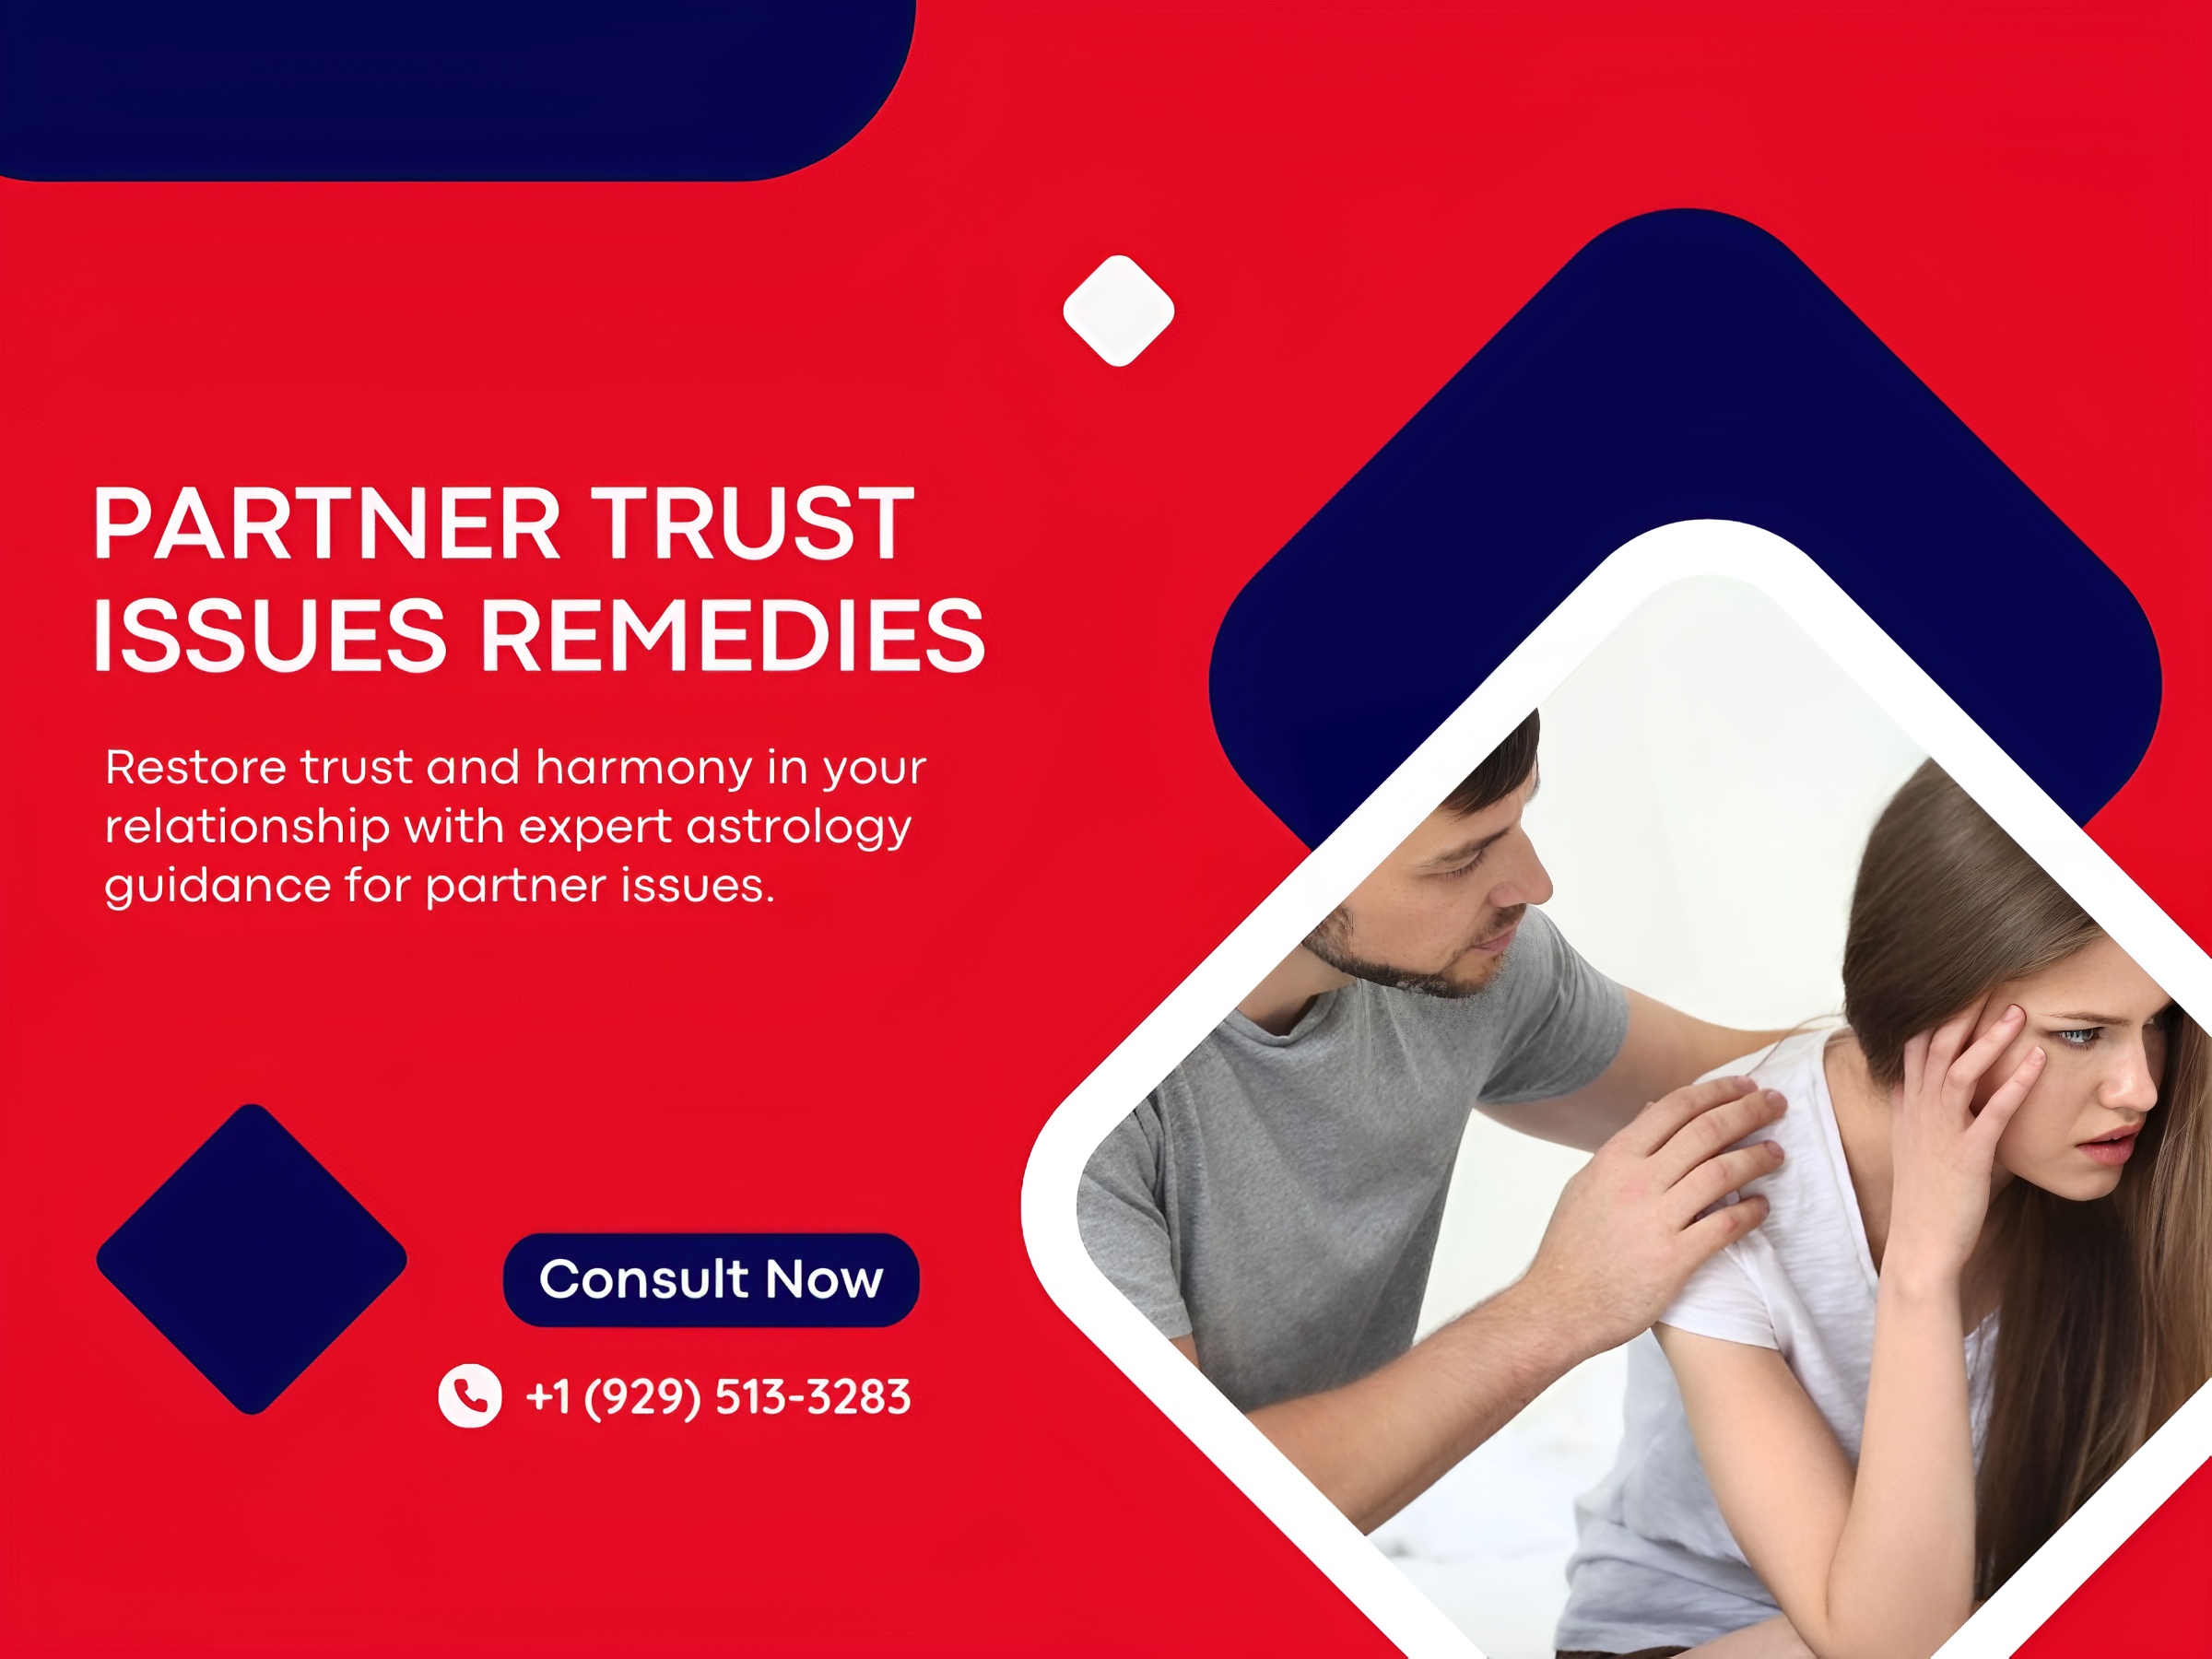 PARTNER TRUST
ISSUES REMEDIES
Restore trust and harmony in your
relationship with expert astrology
guidance for partner issues.
Consult Now
+1 (929) 513-3283